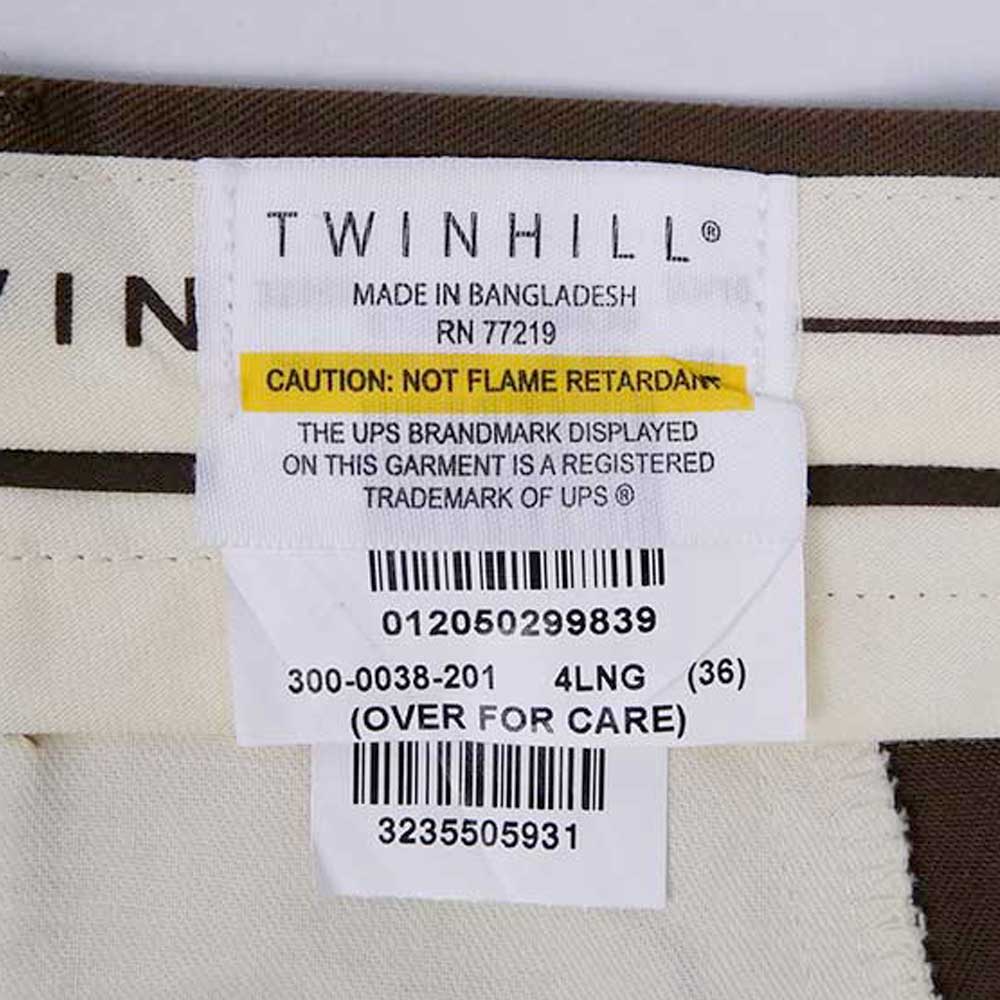 TWINHILL®
MADE IN BANGLADESH
RN 77219
CAUTION: NOT FLAME RETARDANT
THE UPS BRANDMARK DISPLAYED
ON THIS GARMENT IS A REGISTERED
TRADEMARK OF UPS ®
012050299839
300-0038-201 4LNG (36)
(OVER FOR CARE)
3235505931